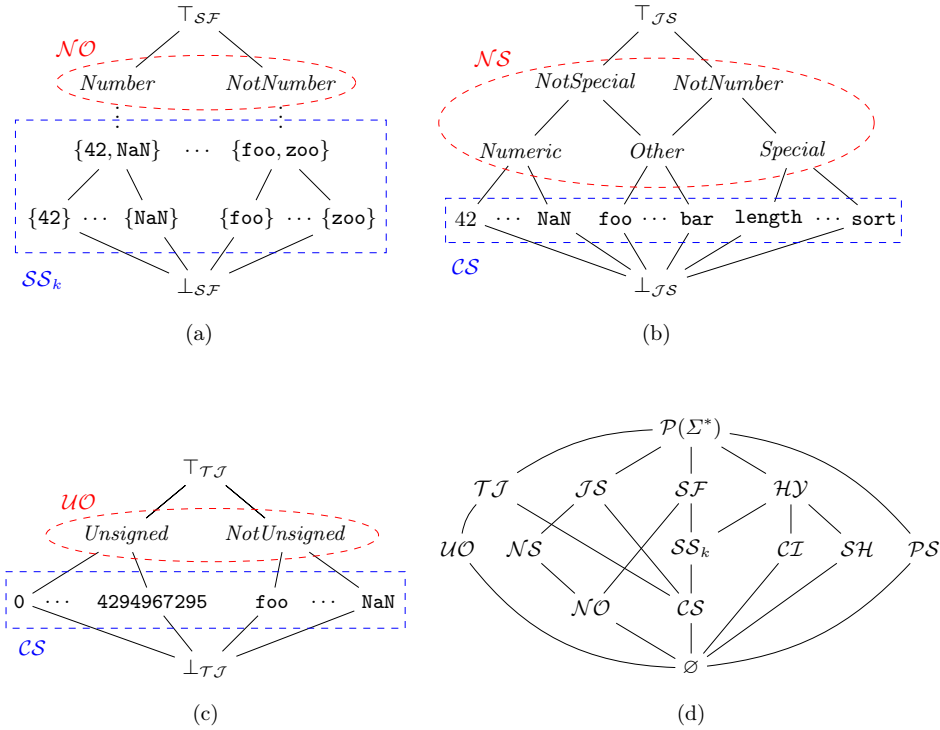 ⊤𝒮ℱ
𝒩𝒪
Number NotNumber
{42, NaN} ··· {foo, zoo}
{42} ··· {NaN} {foo} ··· {zoo}
𝒮𝒮k
⊥𝒮ℱ
(a)
⊤𝒥𝒮
𝒩𝒮
NotSpecial NotNumber
Numeric Other Special
42 ··· NaN foo ··· bar length ··· sort
𝒞𝒮
⊥𝒥𝒮
(b)
⊤𝒯𝒥
𝒰𝒪
Unsigned NotUnsigned
0 ··· 4294967295 foo ··· NaN
𝒞𝒮
⊥𝒯𝒥
(c)
𝒫(Σ*)
𝒯𝒥 𝒥𝒮 𝒮ℱ ℋ𝒴
𝒰𝒪 𝒩𝒮 𝒮𝒮k 𝒞ℐ 𝒮ℋ 𝒫𝒮
𝒩𝒪 𝒞𝒮
∅
(d)